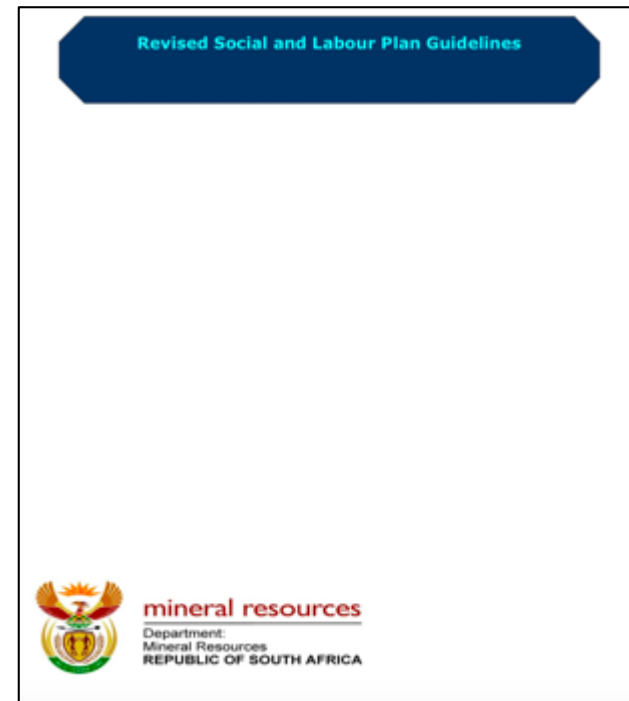 Revised Social and Labour Plan Guidelines
mineral resources
Department:
Mineral Resources
REPUBLIC OF SOUTH AFRICA